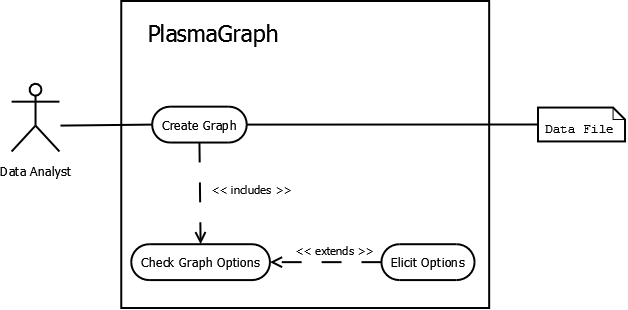 PlasmaGraph
Create Graph
Data File
Data Analyst
<< includes >>
<< extends >>
Check Graph Options
Elicit Options